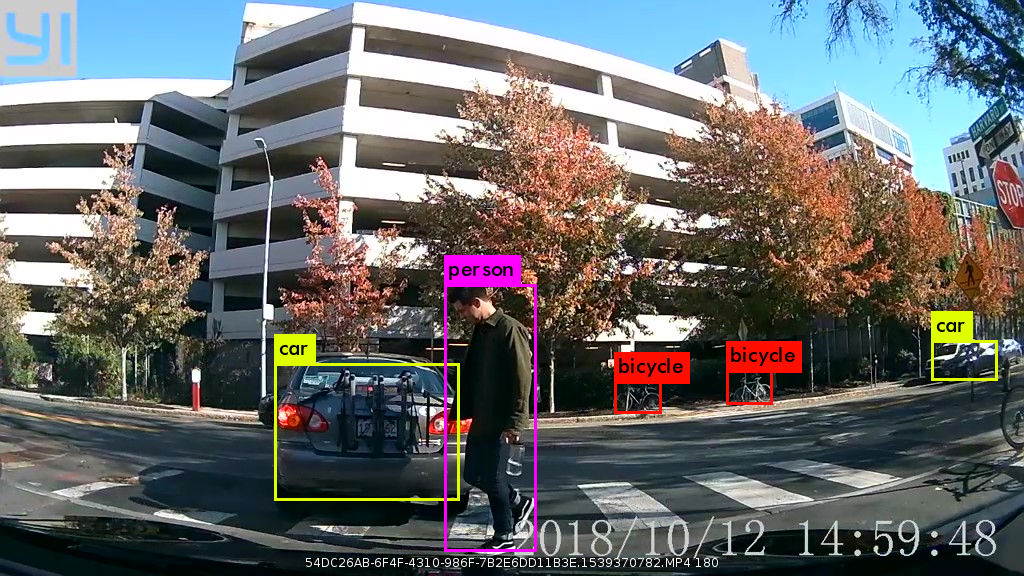 YI
STOP
person
car
car
bicycle
bicycle
2018/10/12 14:59:48
54DC26AB-6F4F-4310-986F-7B2E6DD11B3E.1539370782.MP4 180